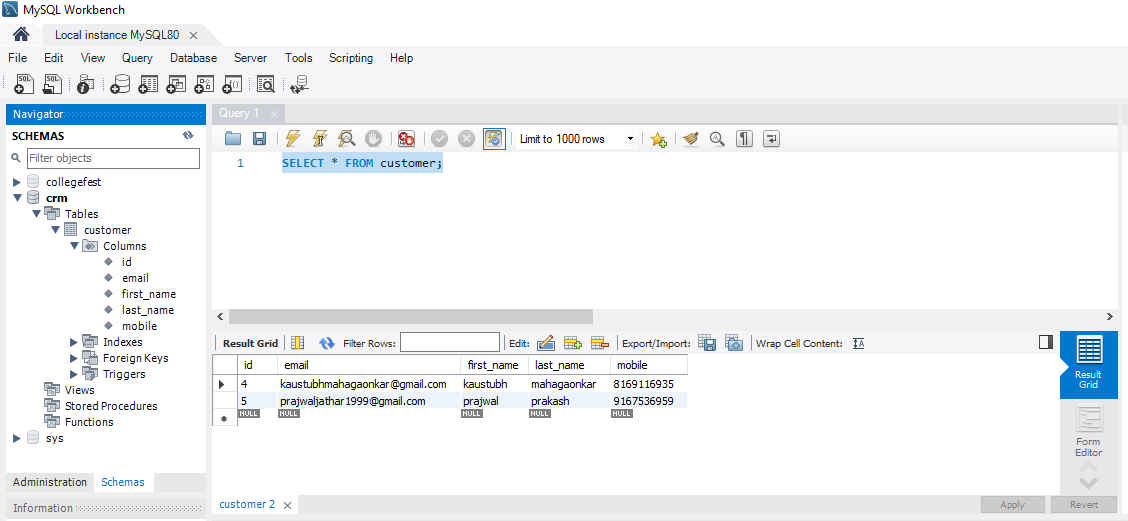 MySQL Workbench
Local instance MySQL80
File Edit View Query Database Server Tools Scripting Help
Navigator
SCHEMAS
Filter objects
collegefest
crm
Tables
customer
Columns
id
email
first_name
last_name
mobile
Indexes
Foreign Keys
Triggers
Views
Stored Procedures
Functions
sys
Administration Schemas
Information
Query 1
Limit to 1000 rows
1 SELECT * FROM customer;
Result Grid Filter Rows: Edit: Export/Import: Wrap Cell Content:
id email first_name last_name mobile
4 kaustubhmahagaonkar@gmail.com kaustubh mahagaonkar 8169116935
5 prajwaljathar1999@gmail.com prajwal prakash 9167536959
NULL NULL NULL NULL NULL
Result
Grid
Form
Editor
customer 2
Apply Revert